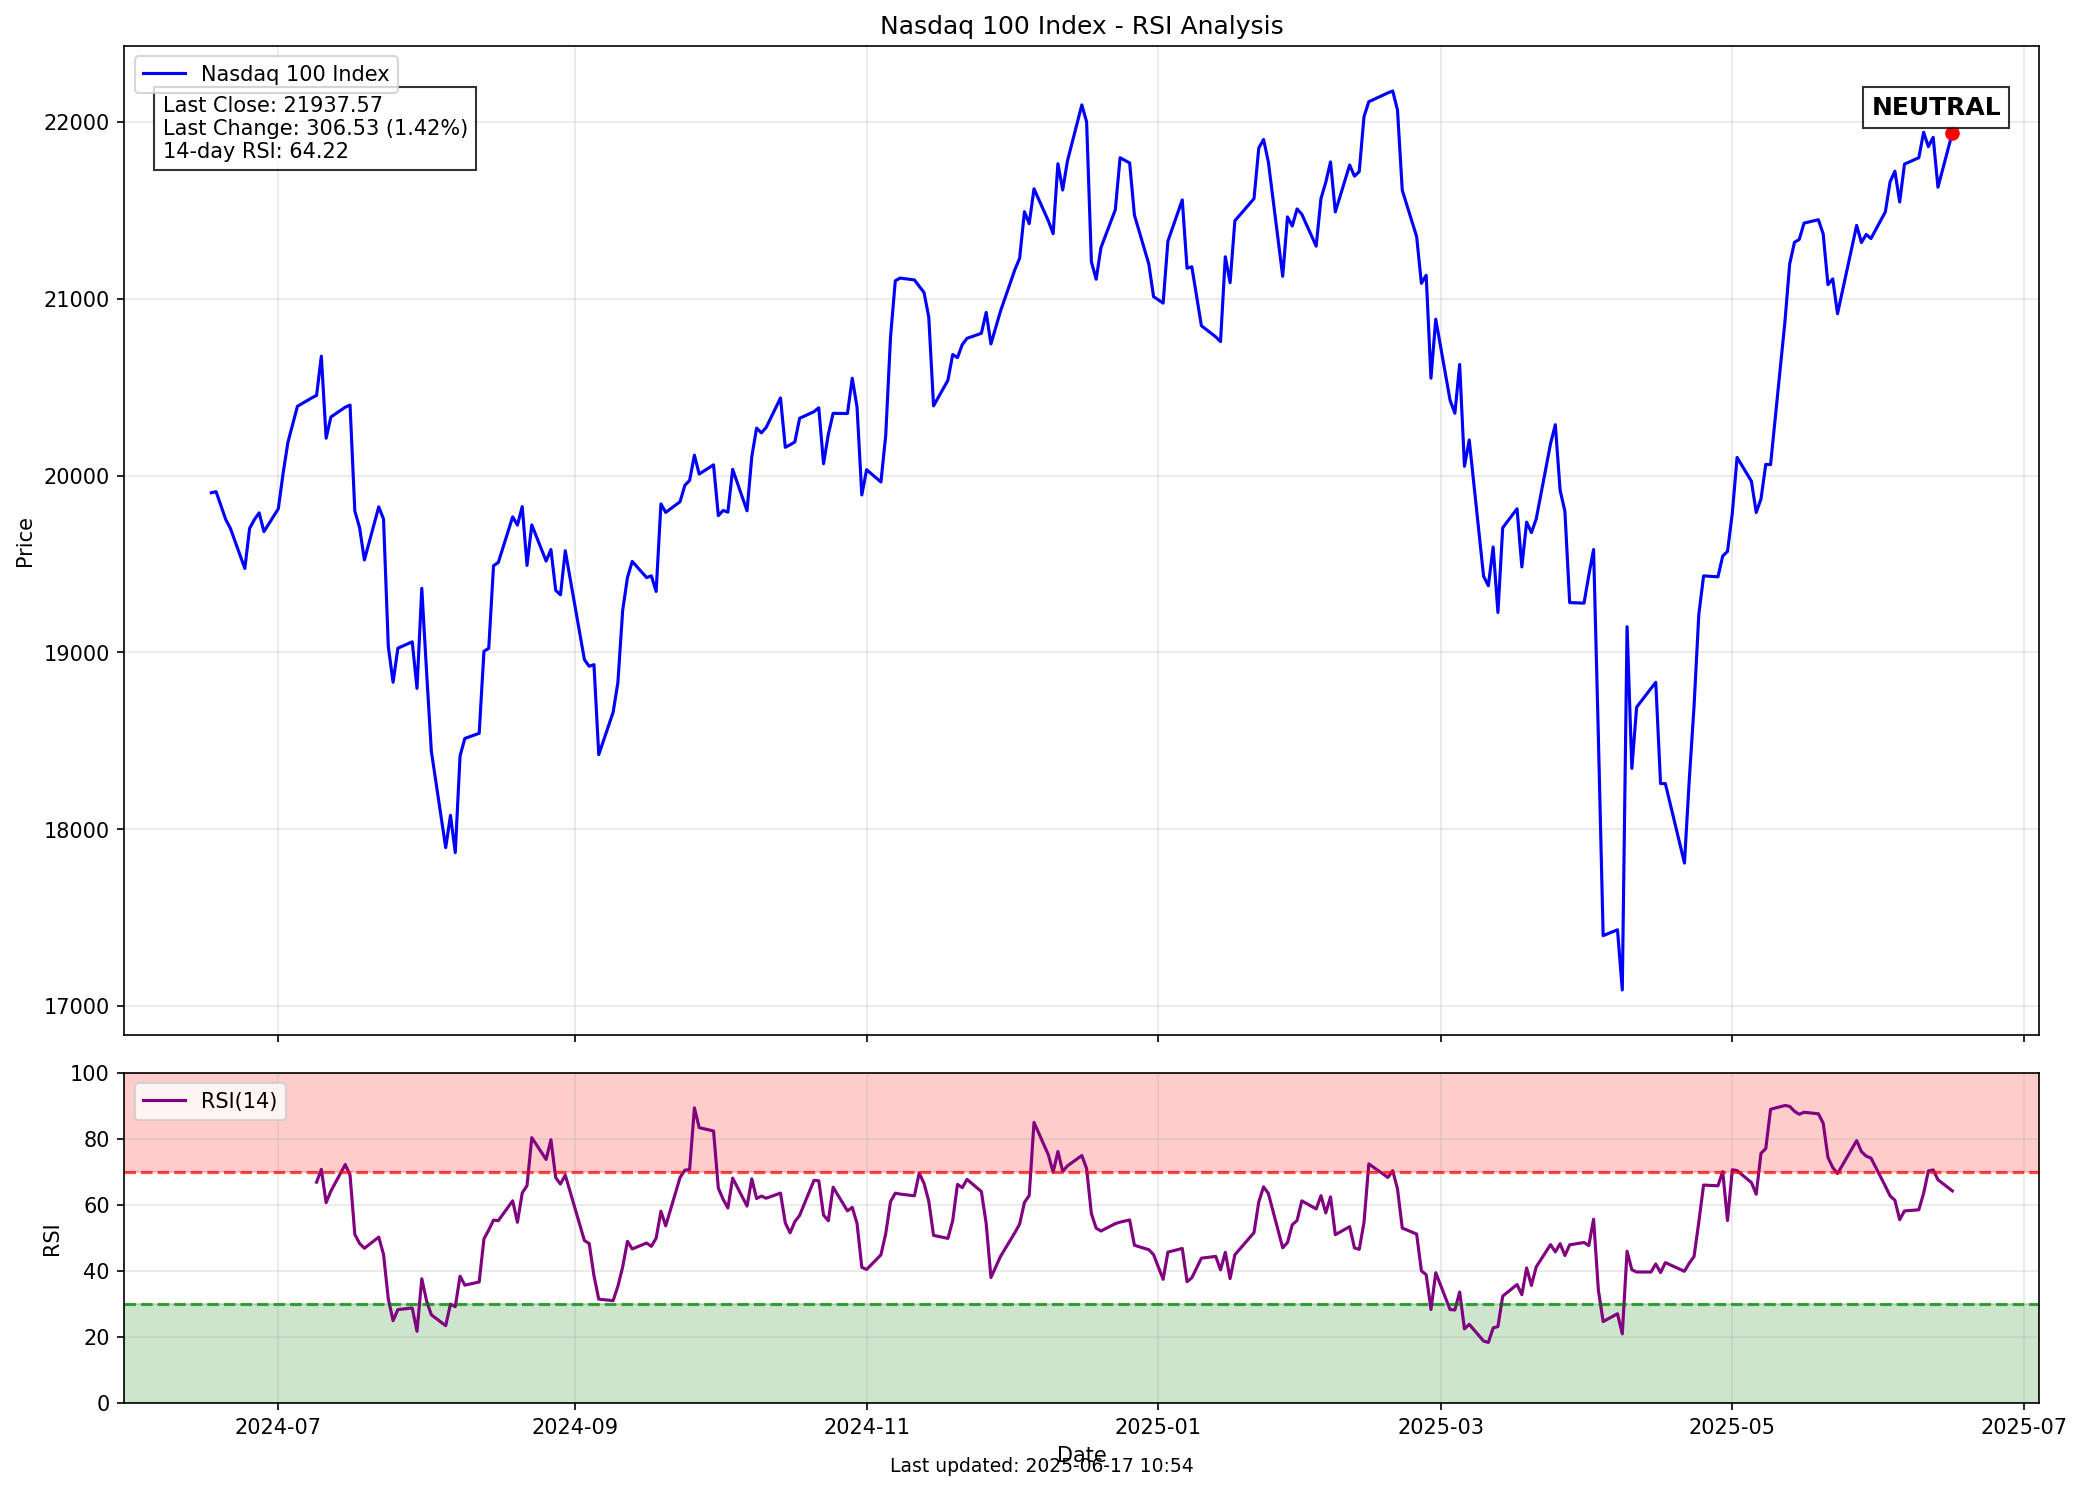 Nasdaq 100 Index - RSI Analysis
Nasdaq 100 Index
Last Close: 21937.57
Last Change: 306.53 (1.42%)
14-day RSI: 64.22
NEUTRAL
22000
21000
20000
19000
18000
17000
Price
100
80
60
40
20
0
RSI
RSI(14)
2024-07
2024-09
2024-11
2025-01
2025-03
2025-05
2025-07
Date
Last updated: 2025-06-17 10:54